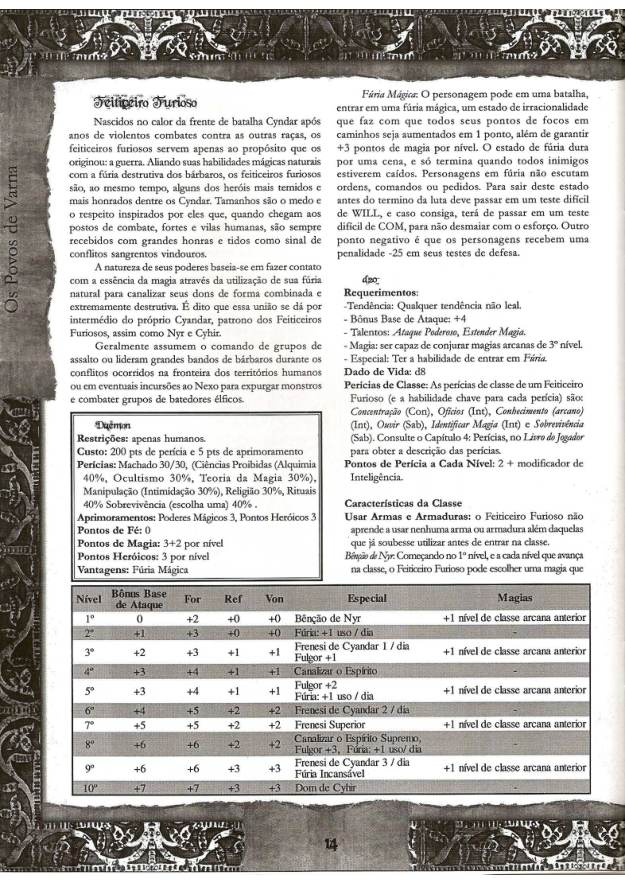 Os Povos de Varna
Feiticeiro Furioso
Nascidos no calor da frente de batalha Cyndar após
anos de violentos combates contra as outras raças, os
feiticeiros furiosos servem apenas ao propósito que os
originou: a guerra. Aliando suas habilidades mágicas naturais
com a fúria destrutiva dos bárbaros, os feiticeiros furiosos
são, ao mesmo tempo, alguns dos heróis mais temidos e
mais honrados dentre os Cyndar. Tamanhos são o medo e
o respeito inspirados por eles que, quando chegam aos
postos de combate, fortes e vilas humanas, são sempre
recebidos com grandes honras e tidos como sinal de
conflitos sangrentos vindouros.
A natureza de seus poderes baseia-se em fazer contato
com a essência da magia através da utilização de sua fúria
natural para canalizar seus dons de forma combinada e
extremamente destrutiva. É dito que essa união se dá por
intermédio do próprio Cyandar, patrono dos Feiticeiros
Furiosos, assim como Nyr e Cyhir.
Geralmente assumem o comando de grupos de
assalto ou lideram grandes bandos de bárbaros durante os
conflitos ocorridos na fronteira dos territórios humanos
ou em eventuais incursões ao Nexo para expurgar monstros
e combater grupos de batedores élficos.
Daemon
Restrições: apenas humanos.
Custo: 200 pts de perícia e 5 pts de aprimoramento
Perícias: Machado 30/30, (Ciências Proibidas (Alquimia
40%, Ocultismo 30%, Teoria da Magia 30%),
Manipulação (Intimidação 30%), Religião 30%, Rituais
40% Sobrevivência (escolha uma) 40% .
Aprimoramentos: Poderes Mágicos 3, Pontos Heróicos 3
Pontos de Fé: 0
Pontos de Magia: 3+2 por nível
Pontos Heróicos: 3 por nível
Vantagens: Fúria Mágica
Fúria Mágica: O personagem pode em uma batalha,
entrar em uma fúria mágica, um estado de irracionalidade
que faz com que todos seus pontos de focos em
caminhos seja aumentados em 1 ponto, além de garantir
+3 pontos de magia por nível. O estado de fúria dura
por uma cena, e só termina quando todos inimigos
estiverem caídos. Personagens em fúria não escutam
ordens, comandos ou pedidos. Para sair deste estado
antes do termino da luta deve passar em um teste difícil
de WILL, e caso consiga, terá de passar em um teste
difícil de COM, para não desmaiar com o esforço. Outro
ponto negativo é que os personagens recebem uma
penalidade -25 em seus testes de defesa.
d20:
Requerimentos:
-Tendência: Qualquer tendência não leal.
- Bônus Base de Ataque: +4
- Talentos: Ataque Poderoso, Estender Magia.
- Magia: ser capaz de conjurar magias arcanas de 3º nível.
- Especial: Ter a habilidade de entrar em Fúria.
Dado de Vida: d8
Perícias de Classe: As perícias de classe de um Feiticeiro
Furioso (e a habilidade chave para cada perícia) são:
Concentração (Con), Ofícios (Int), Conhecimento (arcano)
(Int), Ouvir (Sab), Identificar Magia (Int) e Sobrevivência
(Sab). Consulte o Capítulo 4: Perícias, no Livro do Jogador
para obter a descrição das perícias.
Pontos de Perícia a Cada Nível: 2 + modificador de
Inteligência.
Características da Classe
Usar Armas e Armaduras: o Feiticeiro Furioso não
aprende a usar nenhuma arma ou armadura além daquelas
que já soubesse utilizar antes de entrar na classe.
Bênção de Nyr: Começando no 1º nível, e a cada nível que avança
na classe, o Feiticeiro Furioso pode escolher uma magia que
Nível Bônus Base de Ataque For Ref Von Especial Magias
1º 0 +2 +0 +0 Bênção de Nyr +1 nível de classe arcana anterior
2º +1 +3 +0 +0 Fúria: +1 uso / dia -
3º +2 +3 +1 +1 Frenesi de Cyandar 1 / dia Fulgor +1 +1 nível de classe arcana anterior
4º +3 +4 +1 +1 Canalizar o Espírito -
5º +3 +4 +1 +1 Fulgor +2 Fúria: +1 uso / dia +1 nível de classe arcana anterior
6º +4 +5 +2 +2 Frenesi de Cyandar 2 / dia -
7º +5 +5 +2 +2 Frenesi Superior +1 nível de classe arcana anterior
8º +6 +6 +2 +2 Canalizar o Espírito Supremo, Fulgor +3, Fúria: +1 uso/ dia -
9º +6 +6 +3 +3 Frenesi de Cyandar 3 / dia Fúria Incansável +1 nível de classe arcana anterior
10º +7 +7 +3 +3 Dom de Cyhir -
14